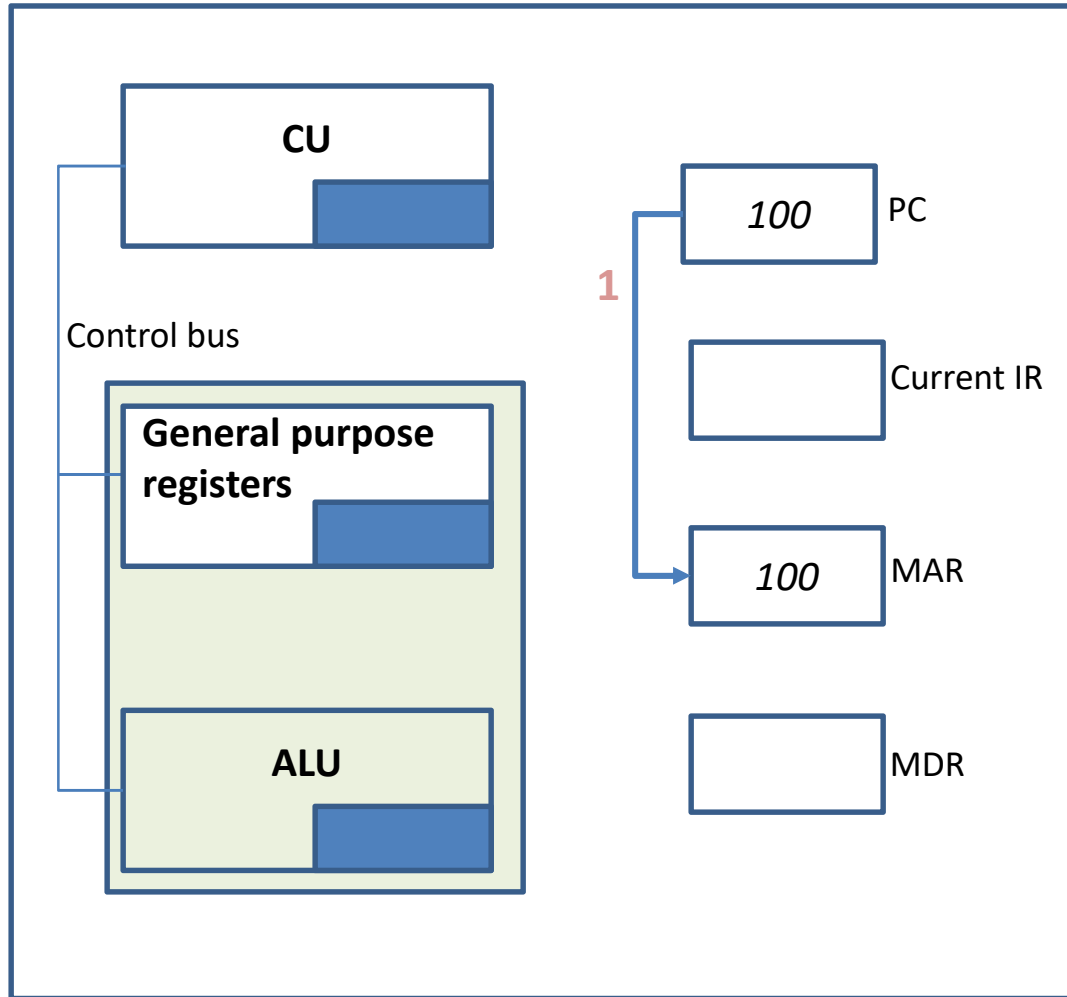 CU
100
PC
1
Control bus
Current IR
General purpose
registers
100
MAR
ALU
MDR